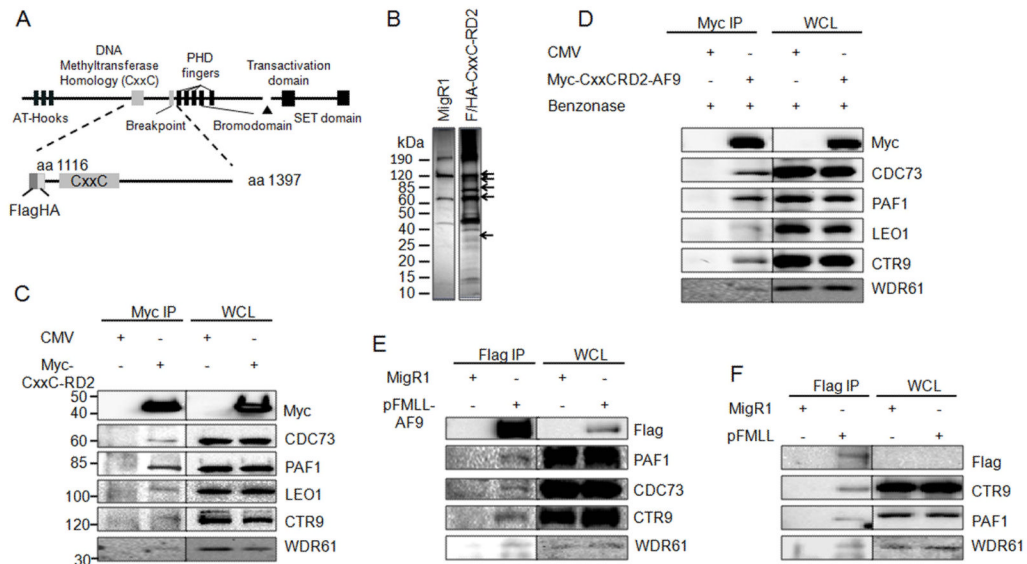 A
DNA
Methyltransferase
Homology (CxxC)
PHD
fingers
Transactivation
domain
AT-Hooks
Breakpoint
Bromodomain
SET domain
aa 1116
CxxC
aa 1397
FlagHA
B
MigR1
F/HA-CxxC-RD2
kDa
190
120
85
60
50
40
25
20
15
10
C
Myc IP WCL
CMV + - + -
Myc-
CxxC-RD2 - + - +
50
40
Myc
60
CDC73
85
PAF1
100
LEO1
120
CTR9
30
WDR61
D
Myc IP WCL
CMV + - + -
Myc-CxxCRD2-AF9 - + - +
Benzonase + + + +
Myc
CDC73
PAF1
LEO1
CTR9
WDR61
E
Flag IP WCL
MigR1 + - + -
pFMLL-
AF9 - + - +
Flag
PAF1
CDC73
CTR9
WDR61
F
Flag IP WCL
MigR1 + - + -
pFMLL - + - +
Flag
CTR9
PAF1
WDR61